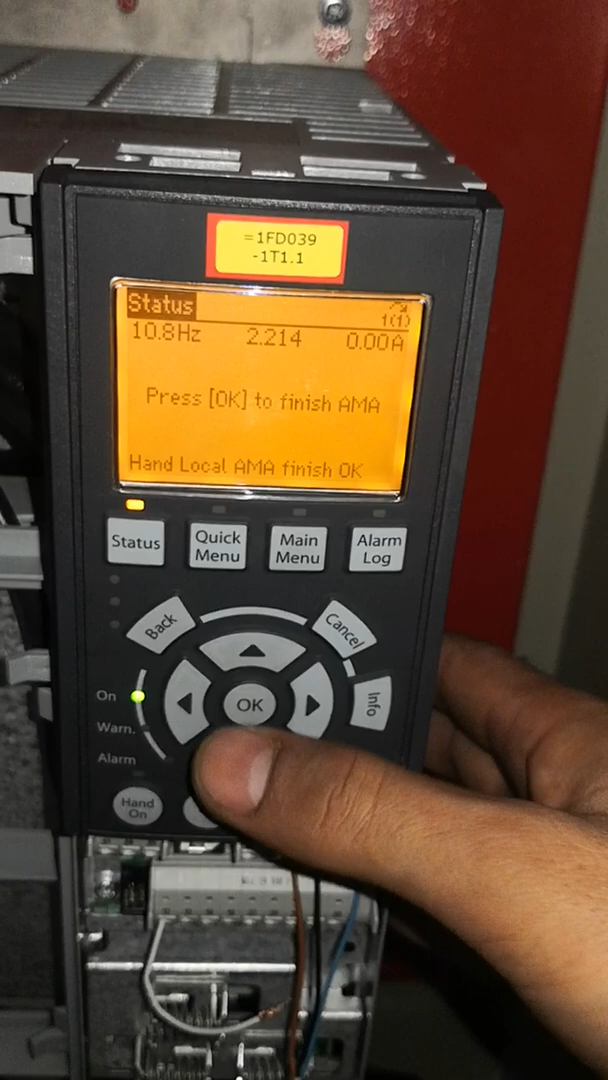 =1FD039
-1T1.1
Status
1(1)
10.8Hz 2.214 0.00A
Press [OK] to finish AMA
Hand Local AMA finish OK
Status
Quick Menu
Main Menu
Alarm Log
Back
Cancel
On
OK
Info
Warn.
Alarm
Hand On